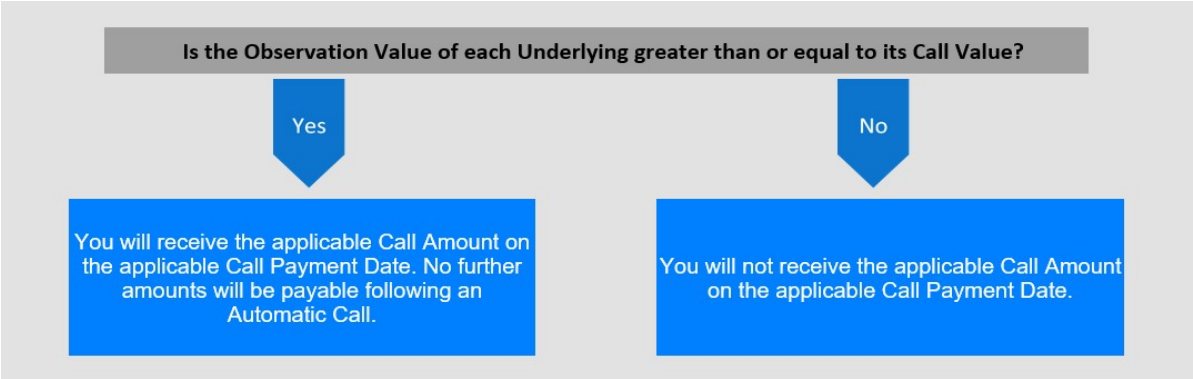 Is the Observation Value of each Underlying greater than or equal to its Call Value?
Yes
No
You will receive the applicable Call Amount on
the applicable Call Payment Date. No further
amounts will be payable following an
Automatic Call.
You will not receive the applicable Call Amount
on the applicable Call Payment Date.